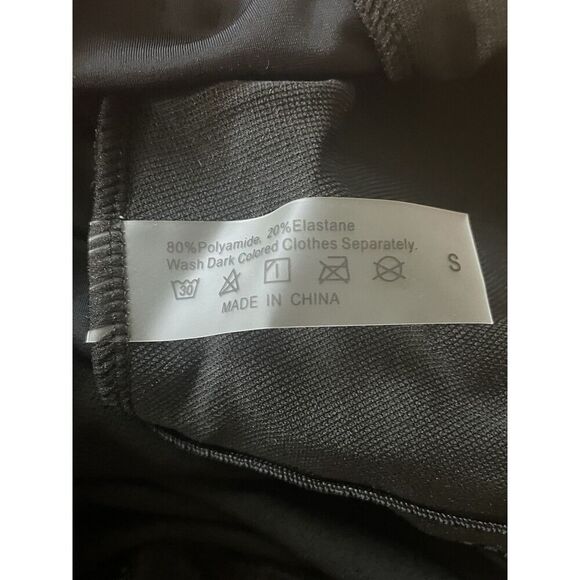 80%Polyamide, 20%Elastane
Wash Dark Colored Clothes Separately.
30
S
MADE IN CHINA